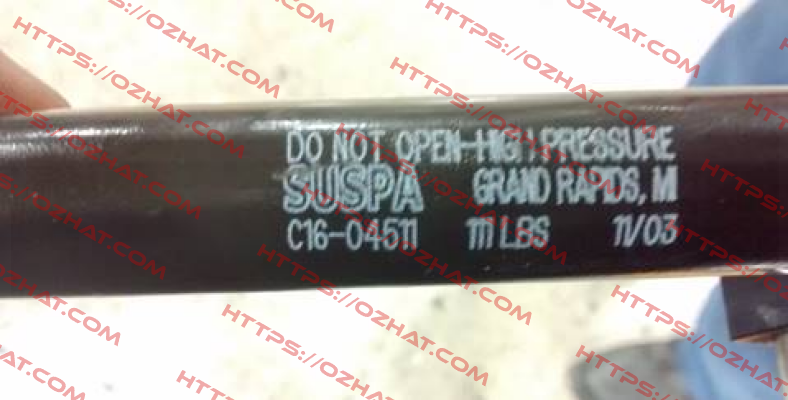 DO NOT OPEN-HIGH PRESSURE
SUSPA GRAND RAPIDS, MI
C16-04511 111 LBS 11/03
HTTPS://OZHAT.COM